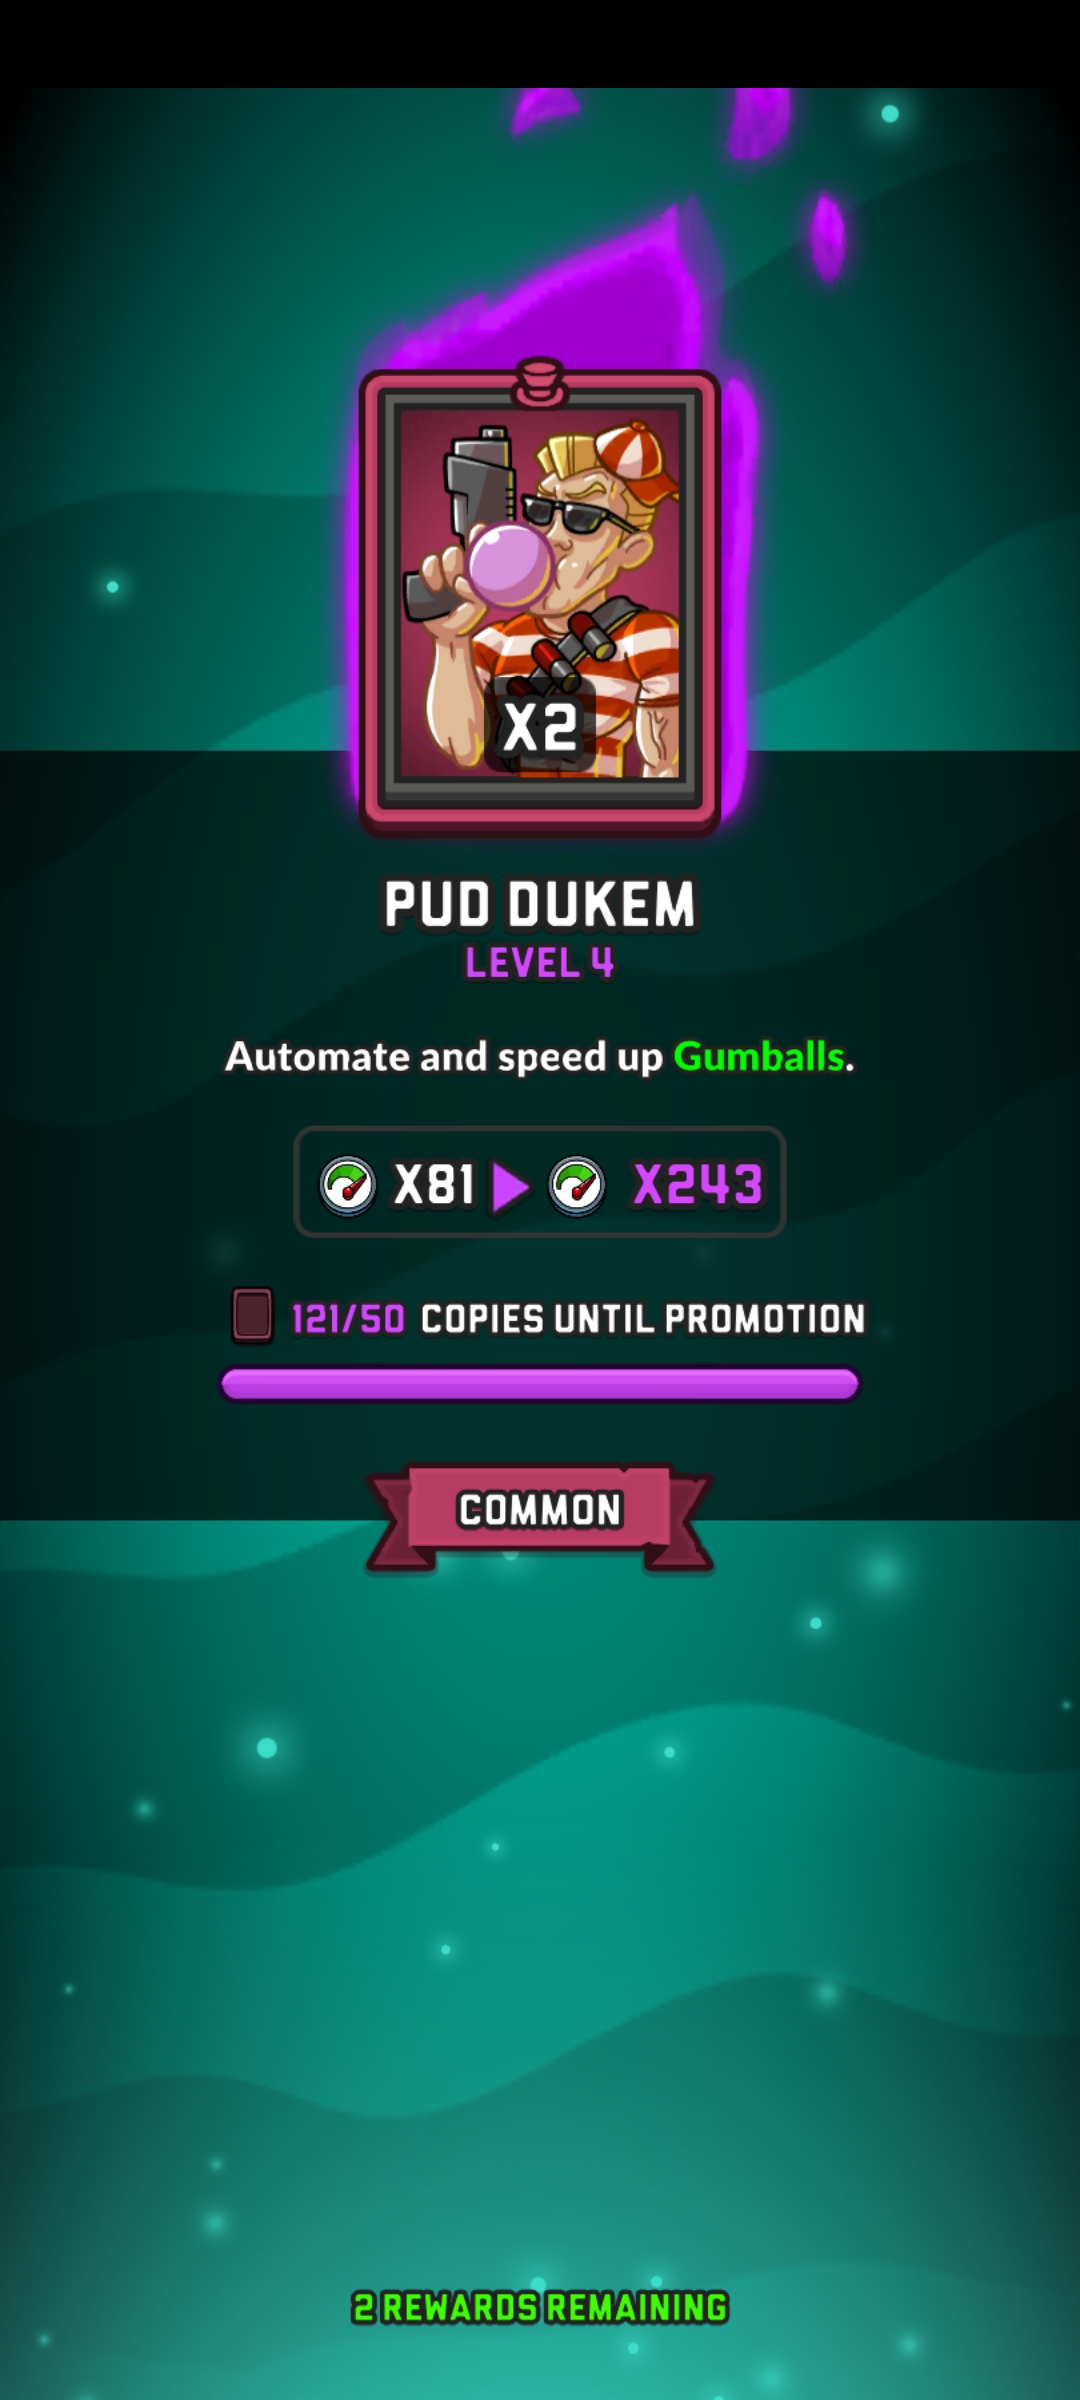 X2
PUD DUKEM
LEVEL 4
Automate and speed up Gumballs.
X81 X243
121/50 COPIES UNTIL PROMOTION
COMMON
2 REWARDS REMAINING